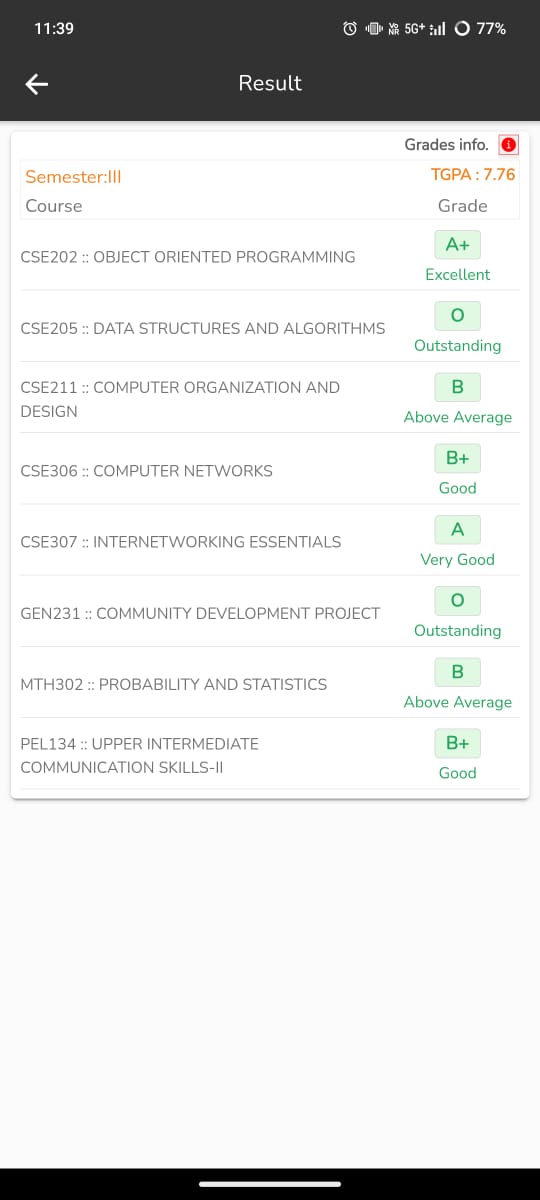 11:39 Vo NR 5G+ 77%
Result
Grades info.
Semester:III TGPA : 7.76
Course Grade
CSE202 :: OBJECT ORIENTED PROGRAMMING A+
Excellent
CSE205 :: DATA STRUCTURES AND ALGORITHMS O
Outstanding
CSE211 :: COMPUTER ORGANIZATION AND
DESIGN
B
Above Average
CSE306 :: COMPUTER NETWORKS B+
Good
CSE307 :: INTERNETWORKING ESSENTIALS A
Very Good
GEN231 :: COMMUNITY DEVELOPMENT PROJECT O
Outstanding
MTH302 :: PROBABILITY AND STATISTICS B
Above Average
PEL134 :: UPPER INTERMEDIATE
COMMUNICATION SKILLS-II
B+
Good